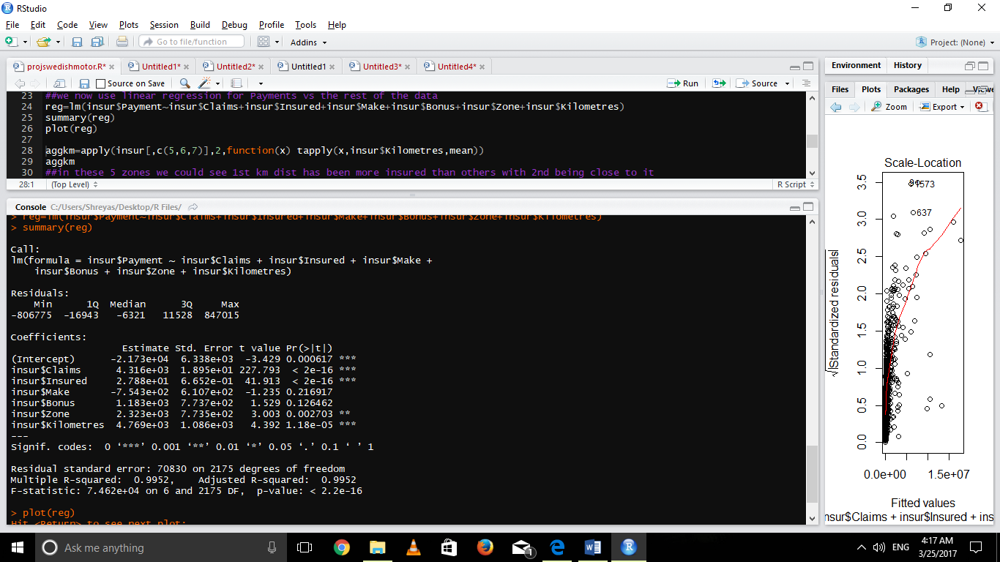 RStudio
File Edit Code View Plots Session Build Debug Profile Tools Help
Go to file/function Addins Project: (None)
projswedishmotor.R* Untitled1* Untitled2* Untitled1 Untitled3* Untitled4*
Source on Save Run Source
23 ##we now use linear regression for Payments vs the rest of the data
24 reg=lm(insur$Payment~insur$Claims+insur$Insured+insur$Make+insur$Bonus+insur$Zone+insur$Kilometres)
25 summary(reg)
26 plot(reg)
27
28 aggkm=apply(insur[,c(5,6,7)],2,function(x) tapply(x,insur$Kilometres,mean))
29 aggkm
30 ##in these 5 zones we could see 1st km dist has been more insured than others with 2nd being close to it
28:1 (Top Level) R Script
Console C:/Users/Shreyas/Desktop/R Files/
> reg=lm(insur$Payment~insur$Claims+insur$Insured+insur$Make+insur$Bonus+insur$Zone+insur$Kilometres)
> summary(reg)
Call:
lm(formula = insur$Payment ~ insur$Claims + insur$Insured + insur$Make +
insur$Bonus + insur$Zone + insur$Kilometres)
Residuals:
Min 1Q Median 3Q Max
-806775 -16943 -6321 11528 847015
Coefficients:
Estimate Std. Error t value Pr(>|t|)
(Intercept) -2.173e+04 6.338e+03 -3.429 0.000617 ***
insur$Claims 4.316e+03 1.895e+01 227.793 < 2e-16 ***
insur$Insured 2.788e+01 6.652e-01 41.913 < 2e-16 ***
insur$Make -7.543e+02 6.107e+02 -1.235 0.216917
insur$Bonus 1.183e+03 7.737e+02 1.529 0.126462
insur$Zone 2.323e+03 7.735e+02 3.003 0.002703 **
insur$Kilometres 4.769e+03 1.086e+03 4.392 1.18e-05 ***
---
Signif. codes: 0 ‘***’ 0.001 ‘**’ 0.01 ‘*’ 0.05 ‘.’ 0.1 ‘ ’ 1
Residual standard error: 70830 on 2175 degrees of freedom
Multiple R-squared: 0.9952, Adjusted R-squared: 0.9952
F-statistic: 7.462e+04 on 6 and 2175 DF, p-value: < 2.2e-16
> plot(reg)
Hit <Return> to see next plot:
Environment History
Files Plots Packages Help
Zoom Export
Scale-Location
3.5
3.0
2.5
2.0
1.5
1.0
0.5
0.0
1573
637
√|Standardized residuals|
0.0e+00 1.5e+07
Fitted values
nsur$Claims + insur$Insured + ins
Ask me anything
1
ENG
4:17 AM
3/25/2017